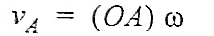 v_A = (OA) ω